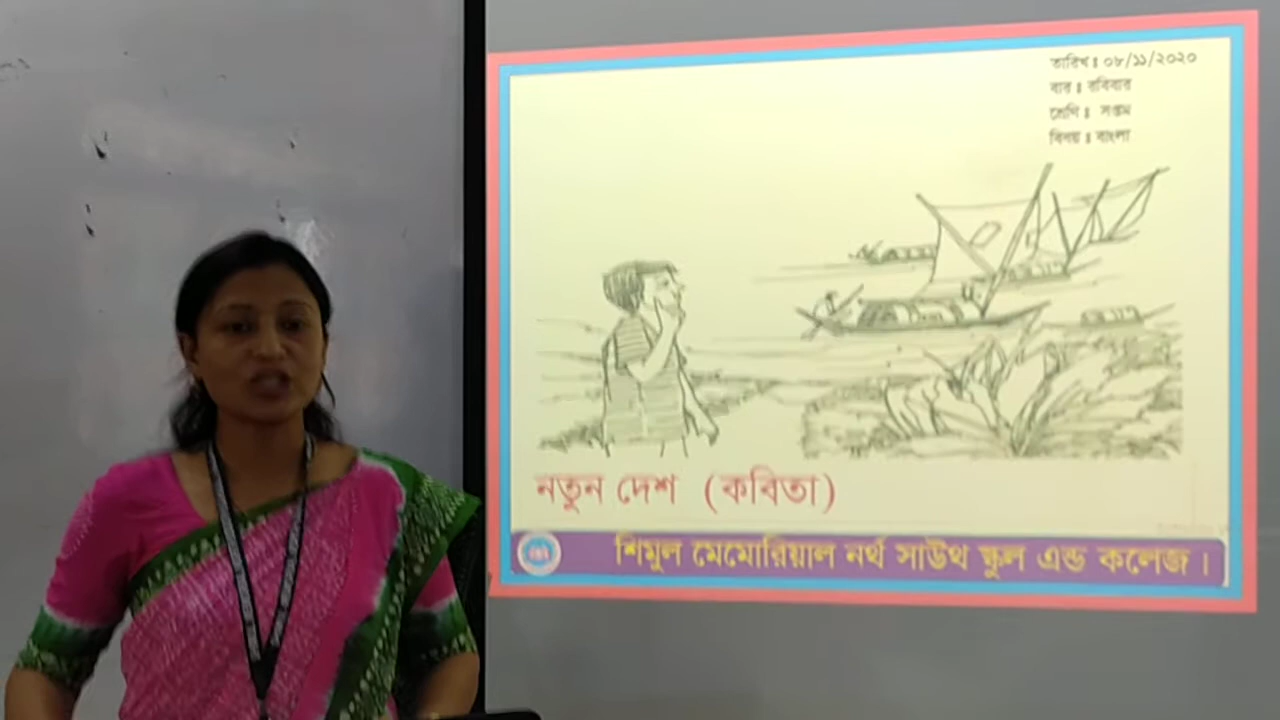 তারিখ ঃ ০৮/১১/২০২০
বার ঃ রবিবার
শ্রেণি ঃ সপ্তম
বিষয় ঃ বাংলা
নতুন দেশ (কবিতা)
শিমুল মেমোরিয়াল নর্থ সাউথ স্কুল এন্ড কলেজ।